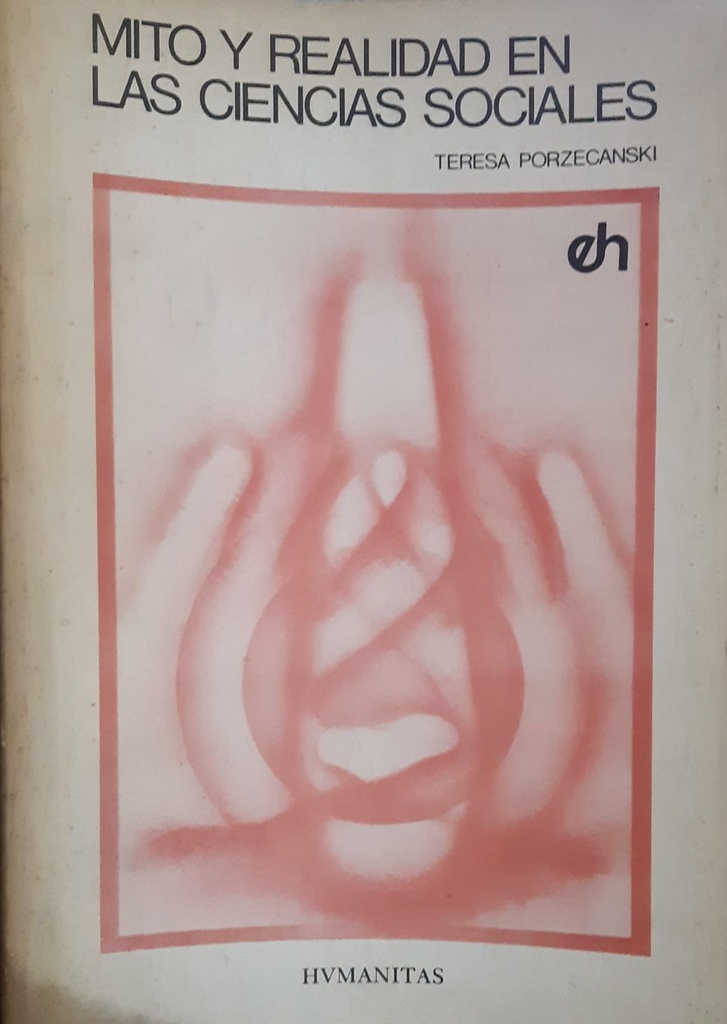 MITO Y REALIDAD EN
LAS CIENCIAS SOCIALES
TERESA PORZECANSKI
eh
HVMANITAS